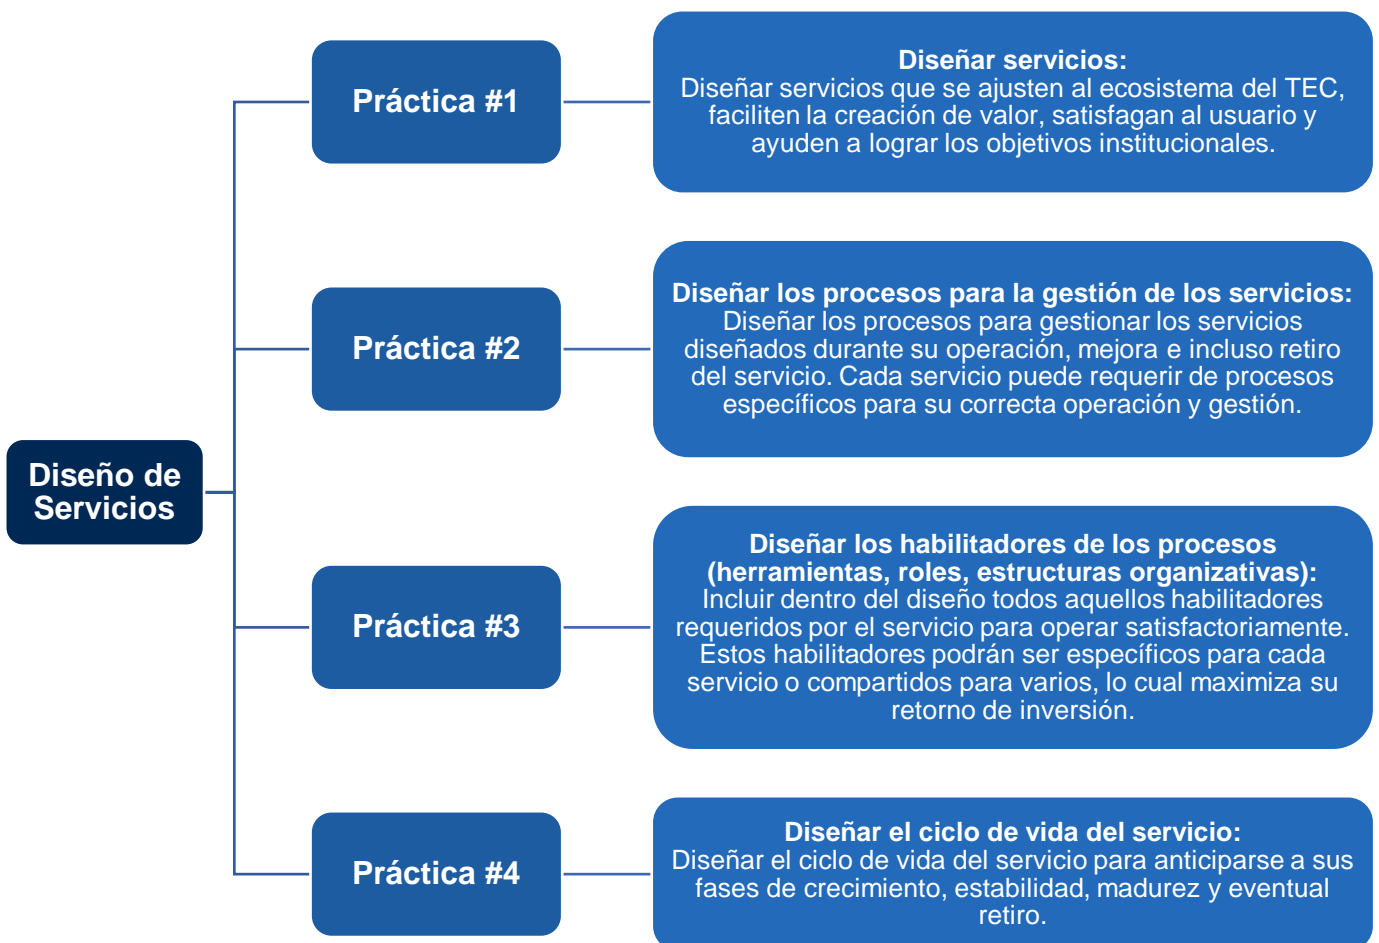 Diseño de
Servicios
Práctica #1
Diseñar servicios:
Diseñar servicios que se ajusten al ecosistema del TEC,
faciliten la creación de valor, satisfagan al usuario y
ayuden a lograr los objetivos institucionales.
Práctica #2
Diseñar los procesos para la gestión de los servicios:
Diseñar los procesos para gestionar los servicios
diseñados durante su operación, mejora e incluso retiro
del servicio. Cada servicio puede requerir de procesos
específicos para su correcta operación y gestión.
Práctica #3
Diseñar los habilitadores de los procesos
(herramientas, roles, estructuras organizativas):
Incluir dentro del diseño todos aquellos habilitadores
requeridos por el servicio para operar satisfactoriamente.
Estos habilitadores podrán ser específicos para cada
servicio o compartidos para varios, lo cual maximiza su
retorno de inversión.
Práctica #4
Diseñar el ciclo de vida del servicio:
Diseñar el ciclo de vida del servicio para anticiparse a sus
fases de crecimiento, estabilidad, madurez y eventual
retiro.